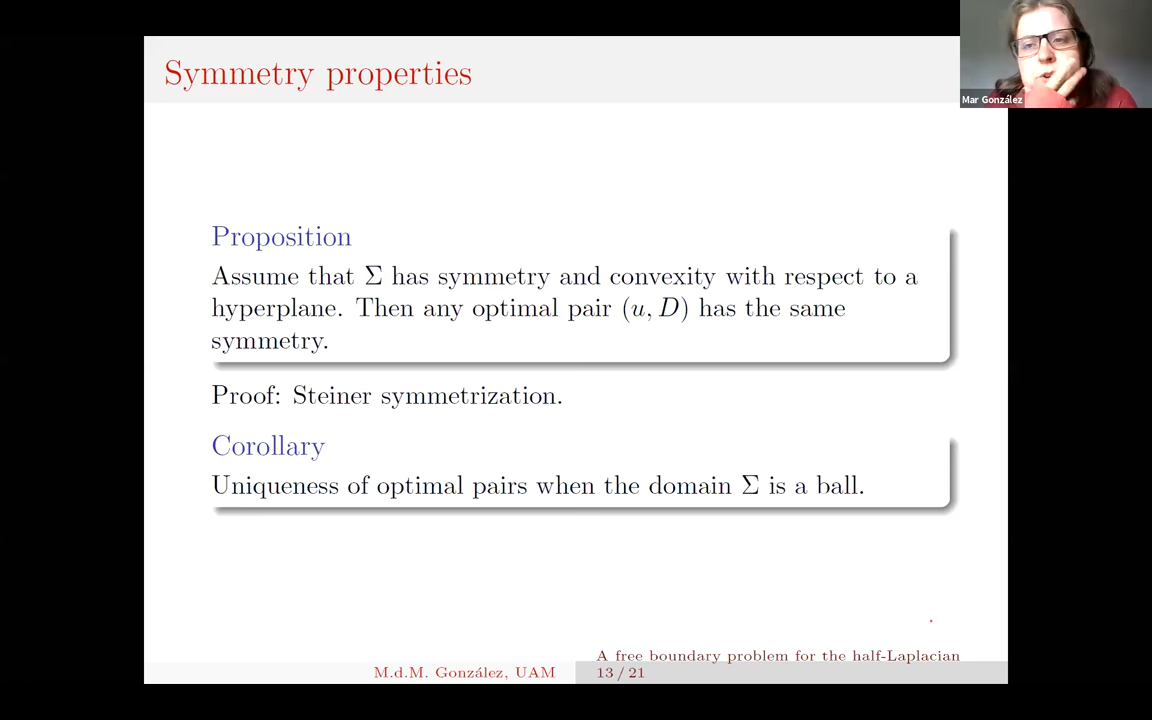 Symmetry properties
Mar González
Proposition
Assume that Σ has symmetry and convexity with respect to a
hyperplane. Then any optimal pair (u, D) has the same
symmetry.
Proof: Steiner symmetrization.
Corollary
Uniqueness of optimal pairs when the domain Σ is a ball.
A free boundary problem for the half-Laplacian
M.d.M. González, UAM
13 / 21